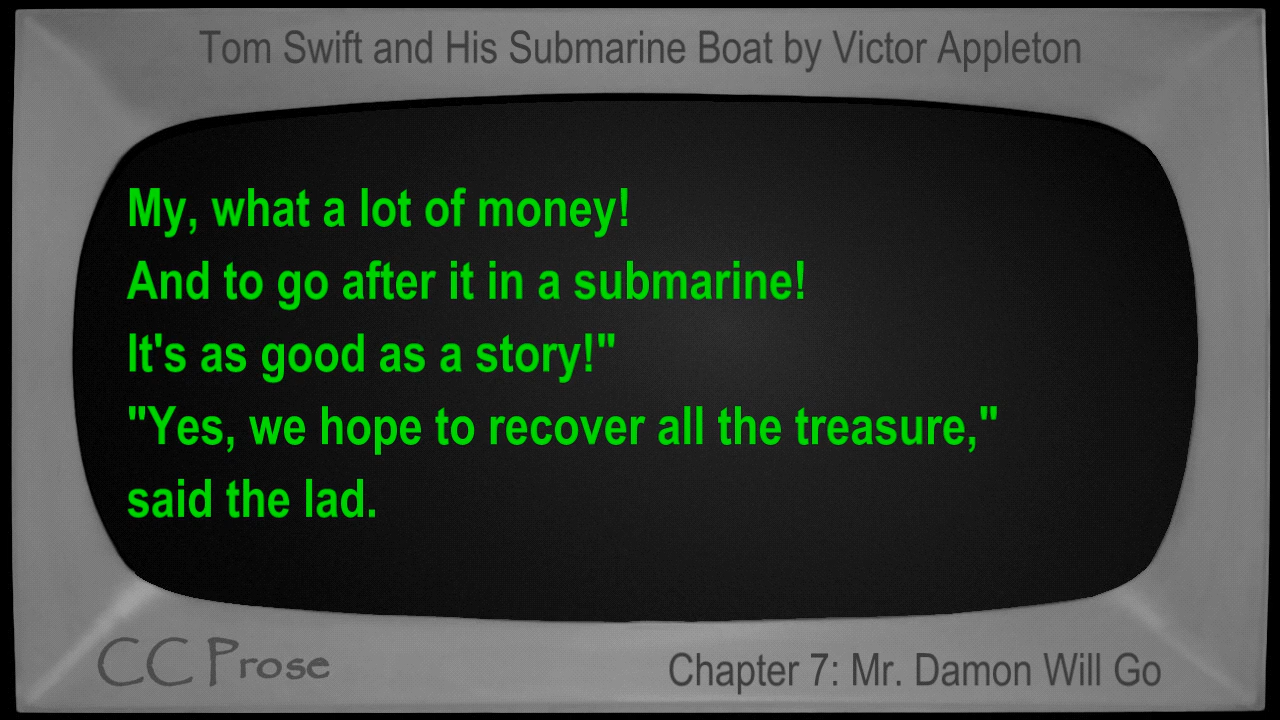 Tom Swift and His Submarine Boat by Victor Appleton
My, what a lot of money!
And to go after it in a submarine!
It's as good as a story!"
"Yes, we hope to recover all the treasure,"
said the lad.
CC Prose
Chapter 7: Mr. Damon Will Go